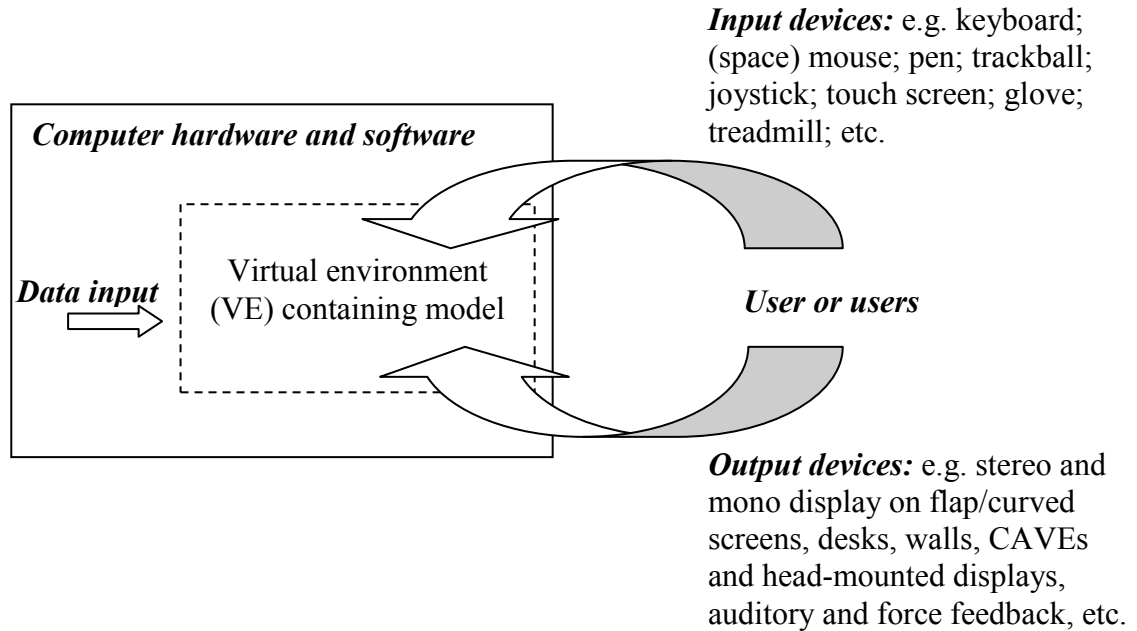 Input devices: e.g. keyboard;
(space) mouse; pen; trackball;
joystick; touch screen; glove;
treadmill; etc.
Computer hardware and software
Data input
Virtual environment
(VE) containing model
User or users
Output devices: e.g. stereo and
mono display on flap/curved
screens, desks, walls, CAVEs
and head-mounted displays,
auditory and force feedback, etc.